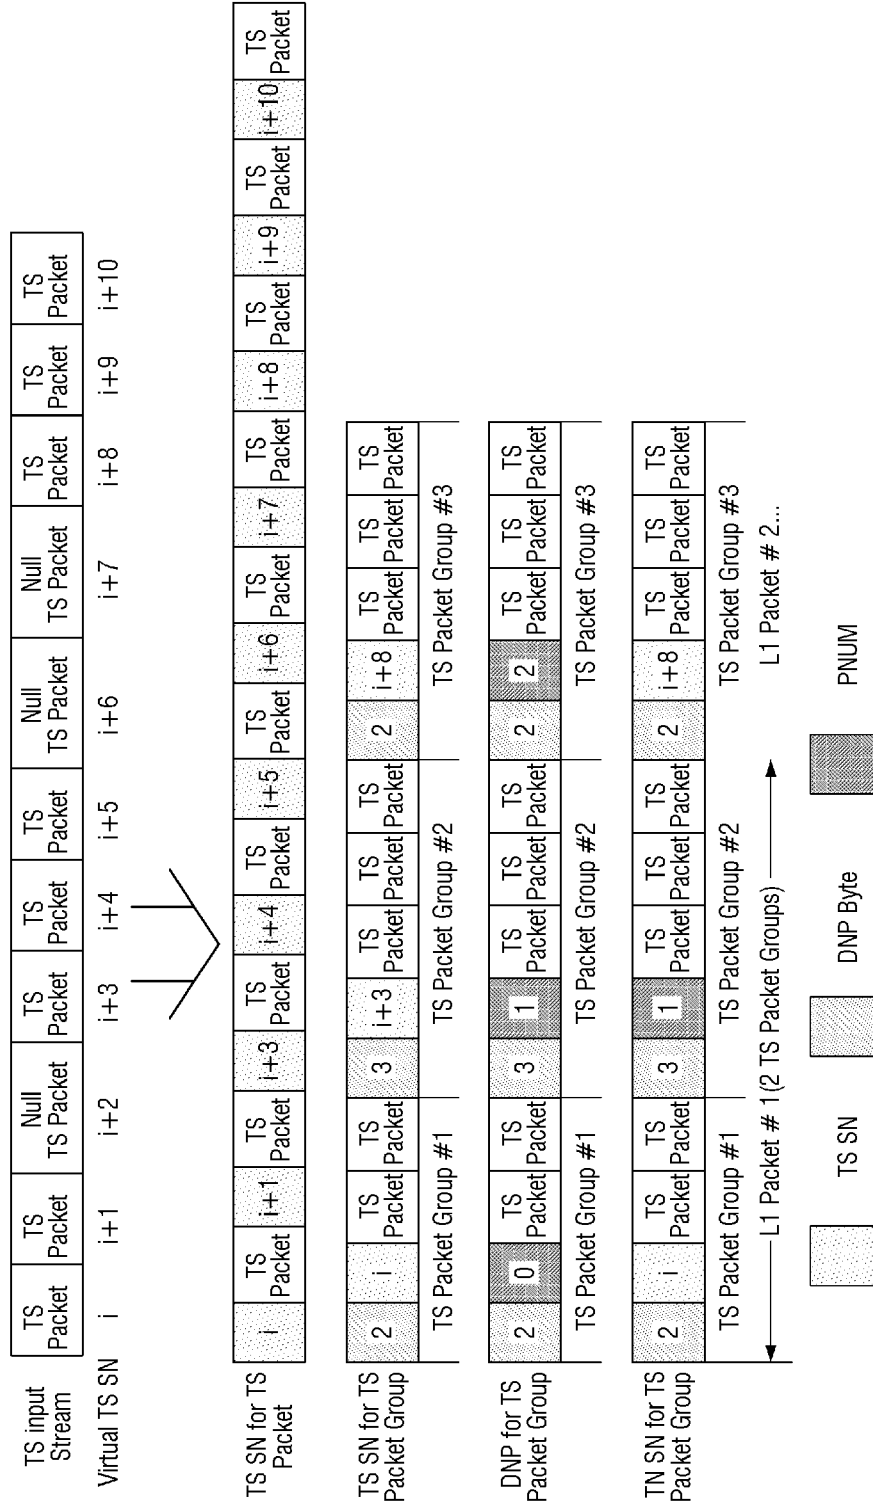 TS input
Stream
TS
Packet
TS
Packet
Null
TS Packet
TS
Packet
TS
Packet
TS
Packet
Null
TS Packet
Null
TS Packet
TS
Packet
TS
Packet
TS
Packet
Virtual TS SN
i
i+1
i+2
i+3
i+4
i+5
i+6
i+7
i+8
i+9
i+10
TS SN for TS
Packet
i
TS
Packet
i+1
TS
Packet
i+3
TS
Packet
i+4
TS
Packet
i+5
TS
Packet
i+6
TS
Packet
i+7
TS
Packet
i+8
TS
Packet
i+9
TS
Packet
i+10
TS
Packet
TS SN for TS
Packet Group
2
i
TS
Packet
TS
Packet
3
i+3
TS
Packet
TS
Packet
TS
Packet
2
i+8
TS
Packet
TS
Packet
TS
Packet
TS Packet Group #1
TS Packet Group #2
TS Packet Group #3
DNP for TS
Packet Group
2
0
TS
Packet
TS
Packet
3
1
TS
Packet
TS
Packet
TS
Packet
2
2
TS
Packet
TS
Packet
TS
Packet
TS Packet Group #1
TS Packet Group #2
TS Packet Group #3
TN SN for TS
Packet Group
2
i
TS
Packet
TS
Packet
3
1
TS
Packet
TS
Packet
TS
Packet
2
i+8
TS
Packet
TS
Packet
TS
Packet
TS Packet Group #1
TS Packet Group #2
TS Packet Group #3
L1 Packet # 1(2 TS Packet Groups)
L1 Packet # 2...
TS SN
DNP Byte
PNUM